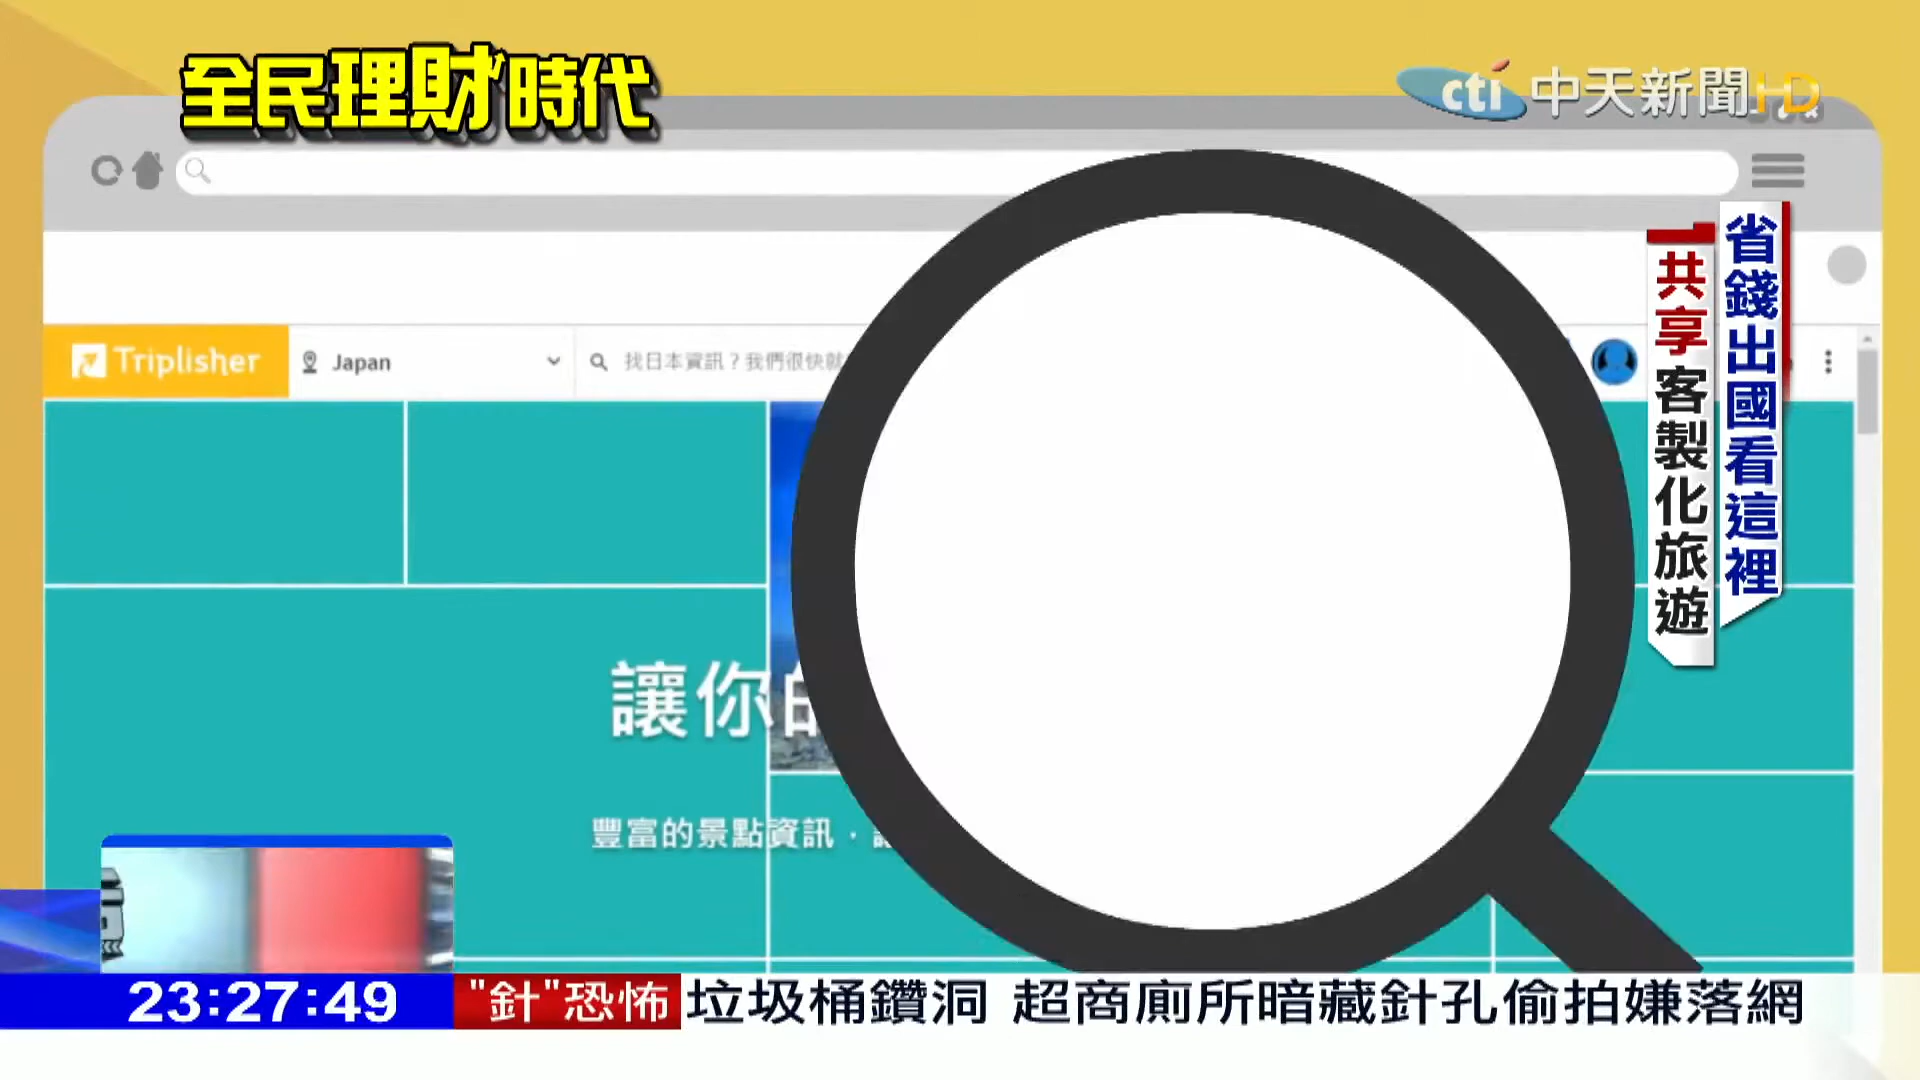 全民理財時代
cti 中天新聞HD
省錢出國看這裡
共享客製化旅遊
Triplisher
Japan
找日本資訊？我們很快就
讓你的
豐富的景點資訊，
23:27:49
"針"恐怖 垃圾桶鑽洞 超商廁所暗藏針孔偷拍嫌落網